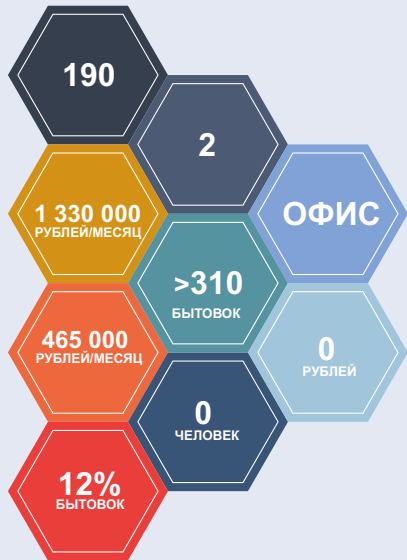 190
2
1 330 000
РУБЛЕЙ/МЕСЯЦ
ОФИС
>310
БЫТОВОК
465 000
РУБЛЕЙ/МЕСЯЦ
0
РУБЛЕЙ
0
ЧЕЛОВЕК
12%
БЫТОВОК